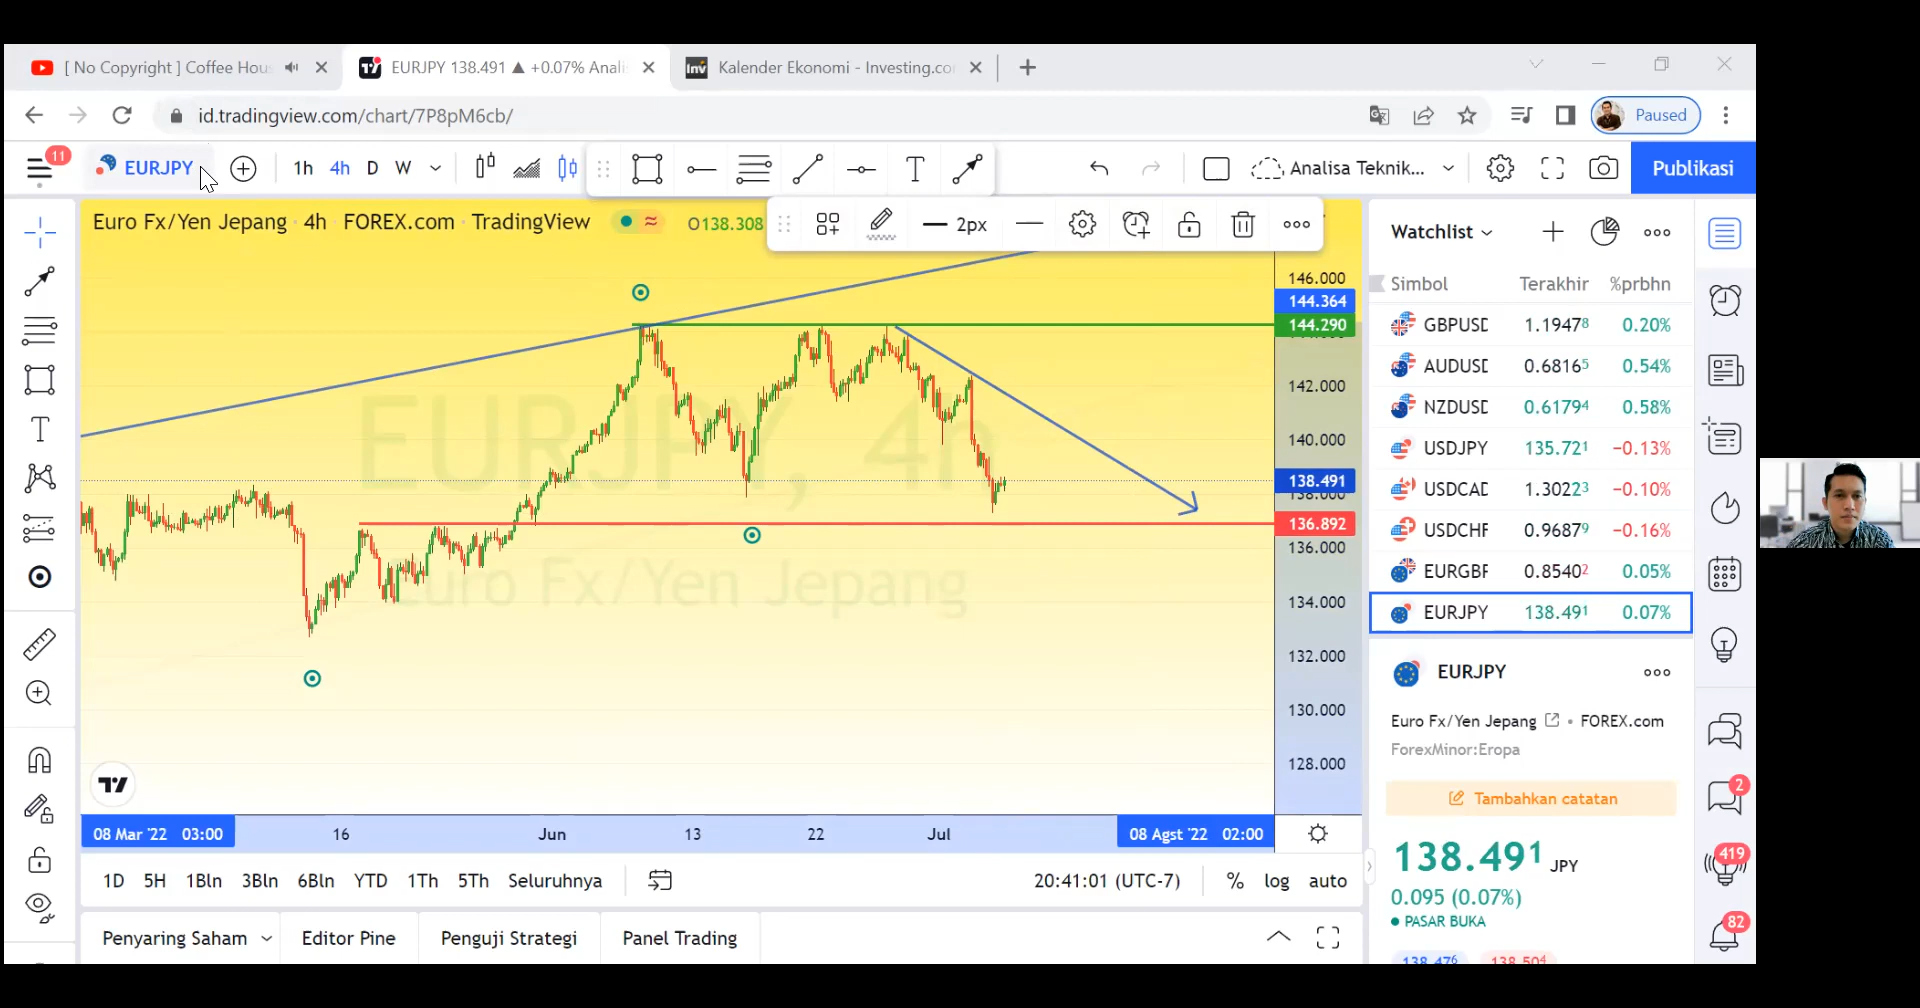 [ No Copyright ] Coffee Hou
EURJPY 138.491 ▲ +0.07% Anali
Kalender Ekonomi - Investing.co
id.tradingview.com/chart/7P8pM6cb/
Paused
11
EURJPY
1h 4h D W
T
Analisa Teknik...
Publikasi
Euro Fx/Yen Jepang 4h FOREX.com TradingView
O138.308
2px
Watchlist
Simbol Terakhir %prbhn
GBPUSD 1.19478 0.20%
AUDUSD 0.68165 0.54%
NZDUSD 0.61794 0.58%
USDJPY 135.721 −0.13%
USDCAD 1.30223 −0.10%
USDCHF 0.96879 −0.16%
EURGBP 0.85402 0.05%
EURJPY 138.491 0.07%
146.000
144.364
144.290
142.000
140.000
138.491
138.000
136.892
136.000
134.000
132.000
130.000
128.000
EURJPY, 4h
Euro Fx/Yen Jepang
08 Mar '22 03:00
16
Jun
13
22
Jul
08 Agst '22 02:00
1D 5H 1Bln 3Bln 6Bln YTD 1Th 5Th Seluruhnya
20:41:01 (UTC-7)
% log auto
Penyaring Saham
Editor Pine
Penguji Strategi
Panel Trading
EURJPY
Euro Fx/Yen Jepang • FOREX.com
ForexMinor:Eropa
Tambahkan catatan
138.491 JPY
0.095 (0.07%)
PASAR BUKA
138.476 138.504
2
419
82